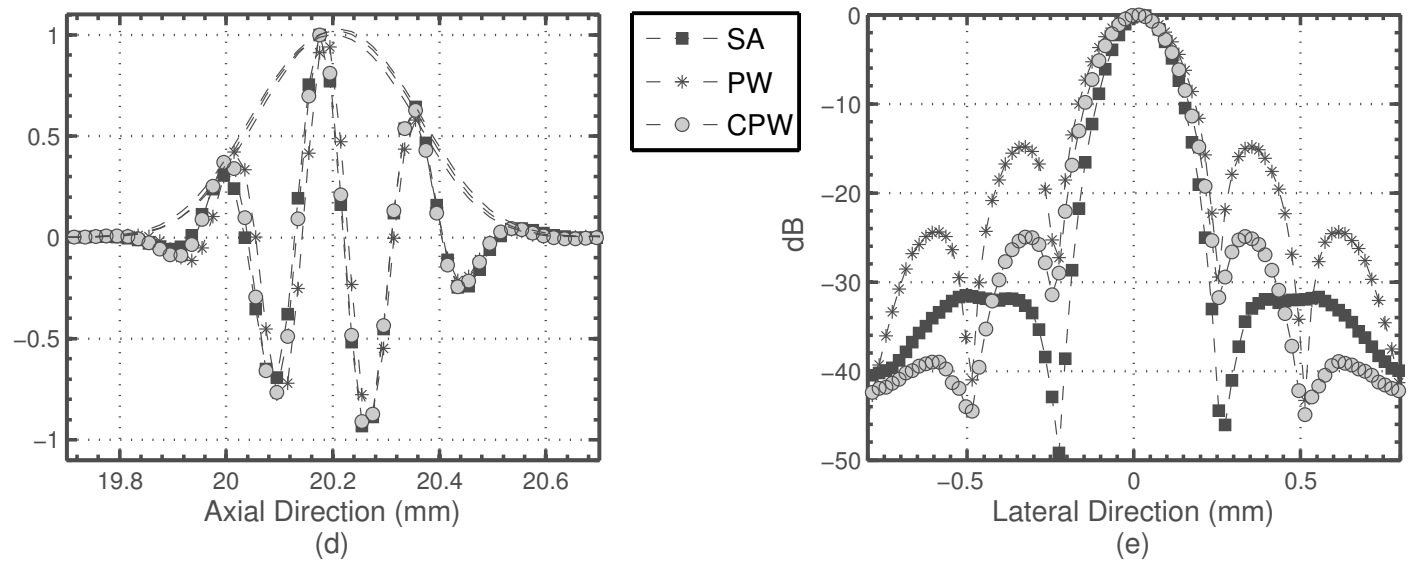 1
0.5
0
−0.5
−1
19.8 20 20.2 20.4 20.6
Axial Direction (mm)
(d)
SA
PW
CPW
0
−10
−20
−30
−40
−50
dB
−0.5 0 0.5
Lateral Direction (mm)
(e)